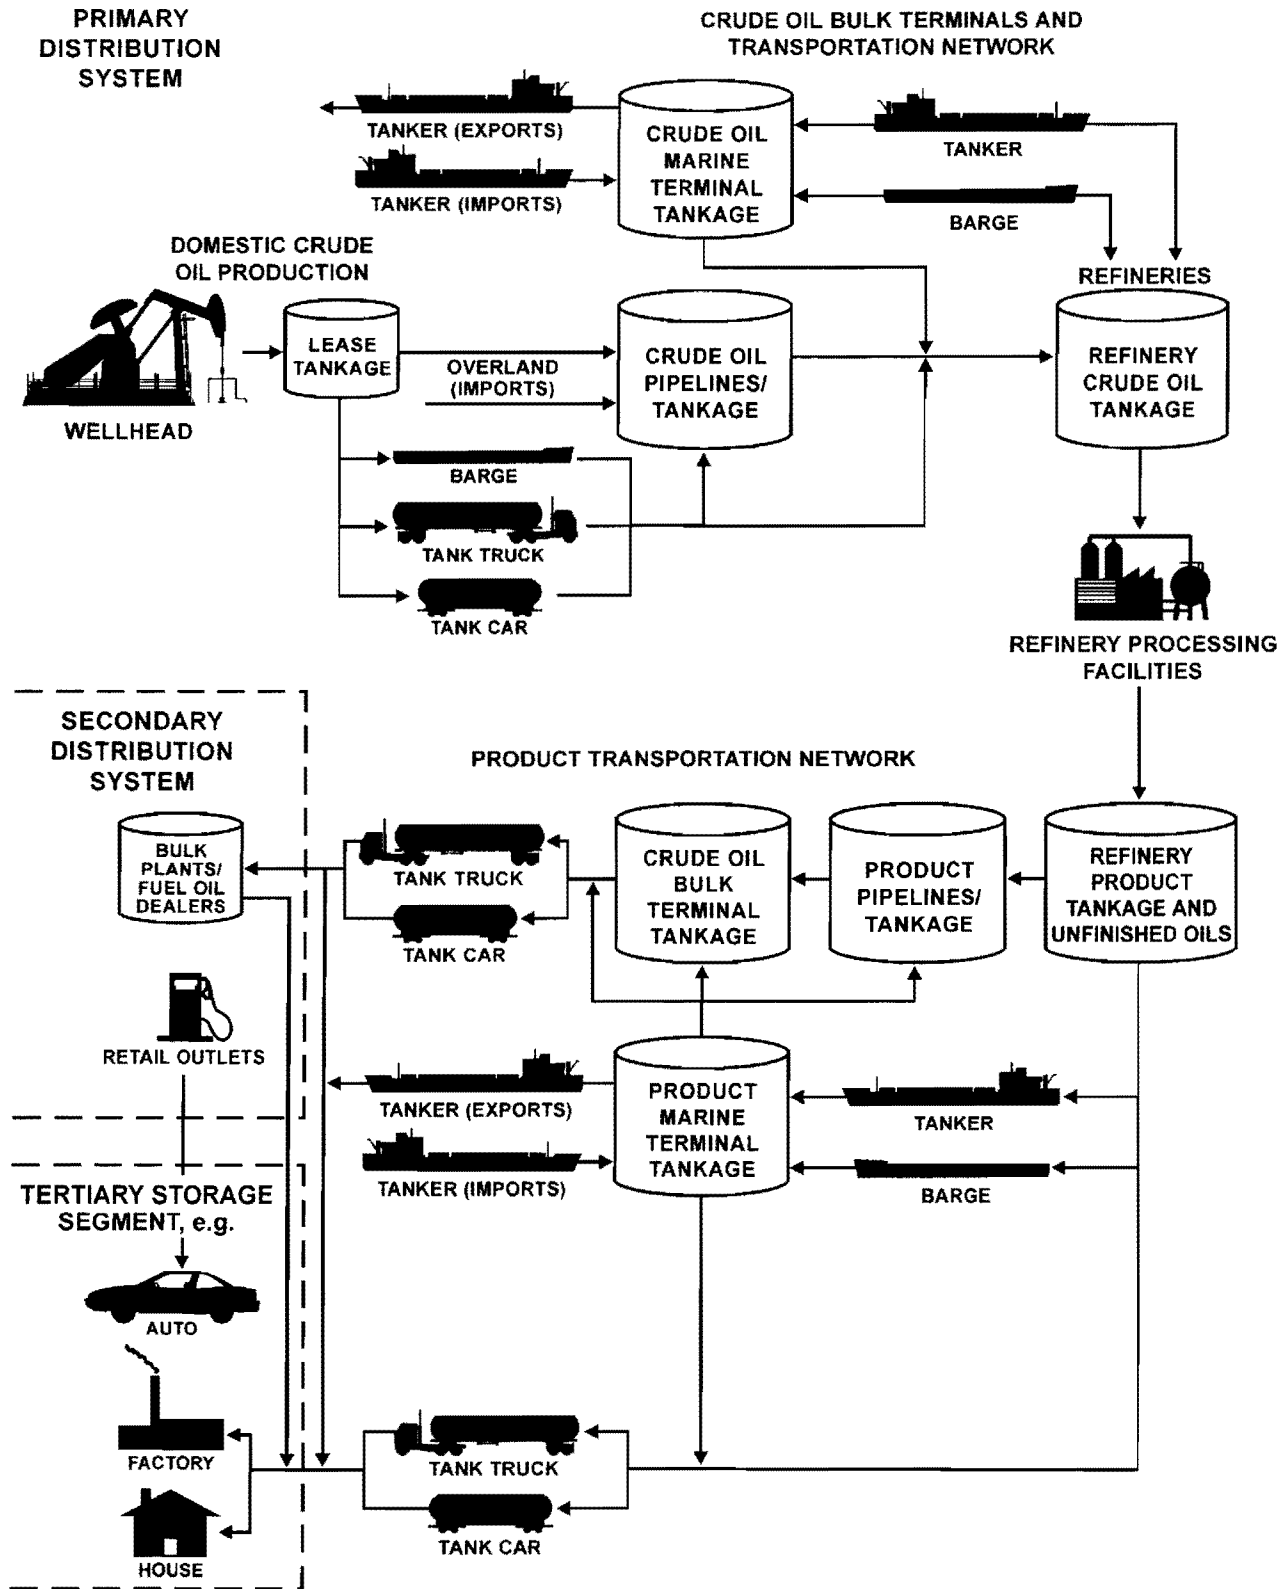 PRIMARY
DISTRIBUTION
SYSTEM
CRUDE OIL BULK TERMINALS AND
TRANSPORTATION NETWORK
TANKER (EXPORTS)
TANKER (IMPORTS)
CRUDE OIL
MARINE
TERMINAL
TANKAGE
TANKER
BARGE
DOMESTIC CRUDE
OIL PRODUCTION
WELLHEAD
LEASE
TANKAGE
OVERLAND
(IMPORTS)
CRUDE OIL
PIPELINES/
TANKAGE
REFINERIES
REFINERY
CRUDE OIL
TANKAGE
BARGE
TANK TRUCK
TANK CAR
REFINERY PROCESSING
FACILITIES
SECONDARY
DISTRIBUTION
SYSTEM
PRODUCT TRANSPORTATION NETWORK
BULK
PLANTS/
FUEL OIL
DEALERS
TANK TRUCK
TANK CAR
CRUDE OIL
BULK
TERMINAL
TANKAGE
PRODUCT
PIPELINES/
TANKAGE
REFINERY
PRODUCT
TANKAGE AND
UNFINISHED OILS
RETAIL OUTLETS
TANKER (EXPORTS)
TANKER (IMPORTS)
PRODUCT
MARINE
TERMINAL
TANKAGE
TANKER
BARGE
TERTIARY STORAGE
SEGMENT, e.g.
AUTO
FACTORY
HOUSE
TANK TRUCK
TANK CAR